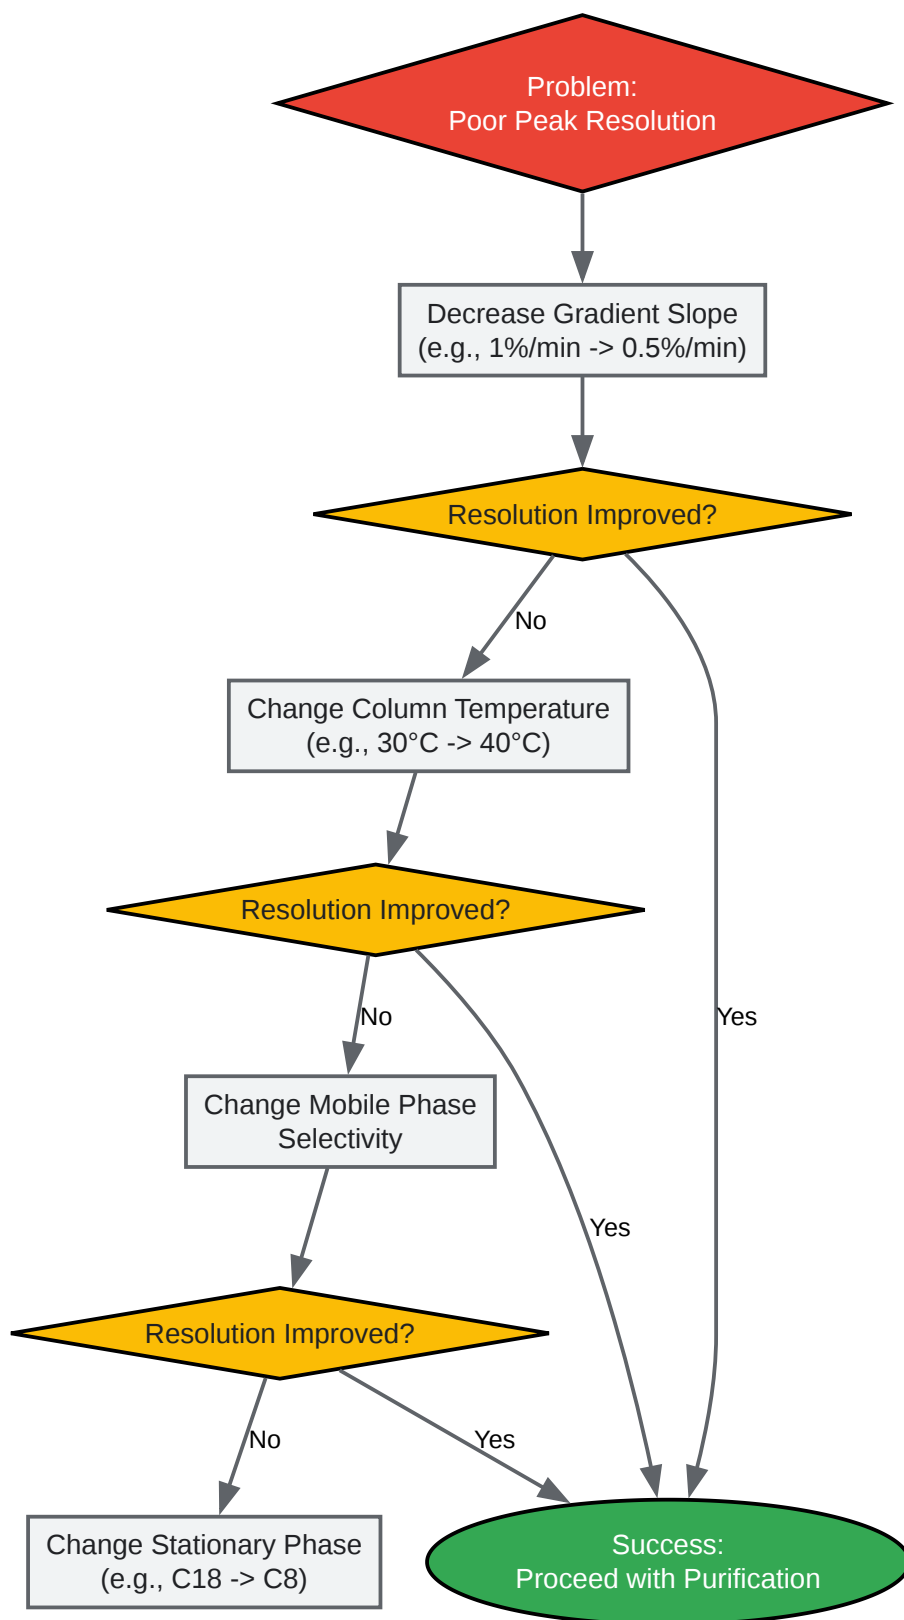 Problem:
Poor Peak Resolution
Decrease Gradient Slope
(e.g., 1%/min -> 0.5%/min)
Resolution Improved?
No
Change Column Temperature
(e.g., 30°C -> 40°C)
Resolution Improved?
No
Yes
Change Mobile Phase
Selectivity
Yes
Resolution Improved?
No
Yes
Change Stationary Phase
(e.g., C18 -> C8)
Success:
Proceed with Purification